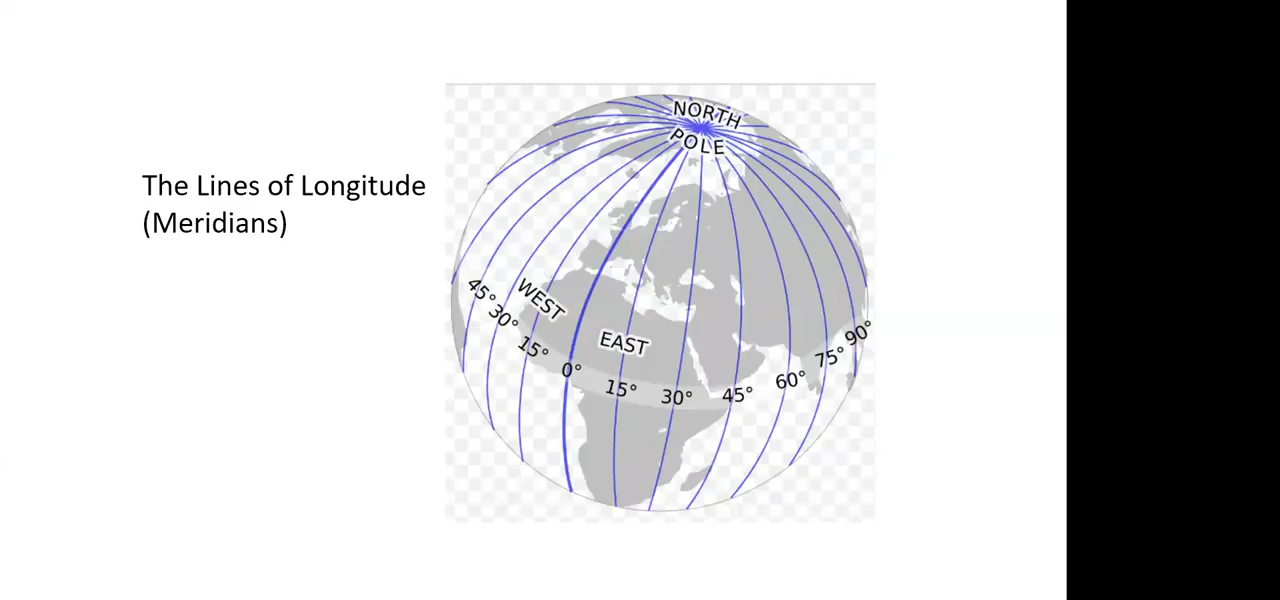 The Lines of Longitude
(Meridians)
NORTH
POLE
WEST
EAST
45° 30° 15° 0° 15° 30° 45° 60° 75° 90°